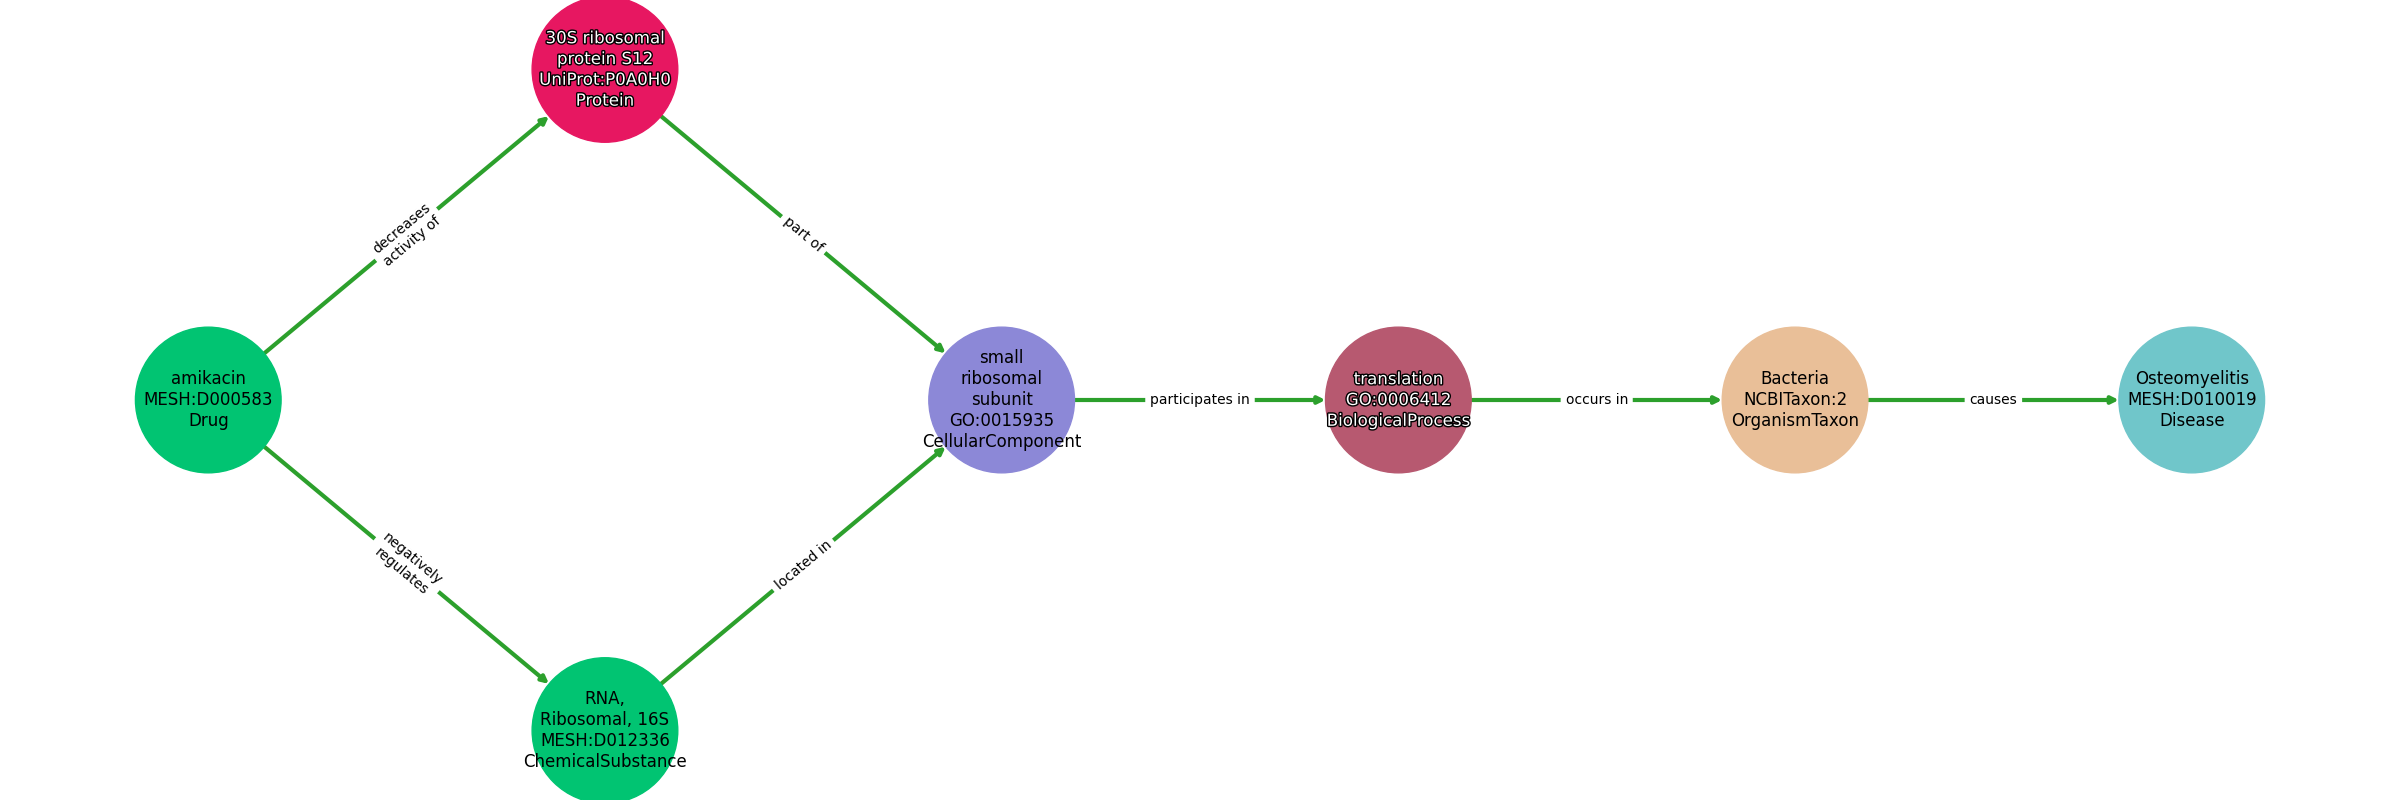 30S ribosomal
protein S12
UniProt:P0A0H0
Protein
decreases
activity of
part of
amikacin
MESH:D000583
Drug
small
ribosomal
subunit
GO:0015935
CellularComponent
participates in
translation
GO:0006412
BiologicalProcess
occurs in
Bacteria
NCBITaxon:2
OrganismTaxon
causes
Osteomyelitis
MESH:D010019
Disease
negatively
regulates
located in
RNA,
Ribosomal, 16S
MESH:D012336
ChemicalSubstance